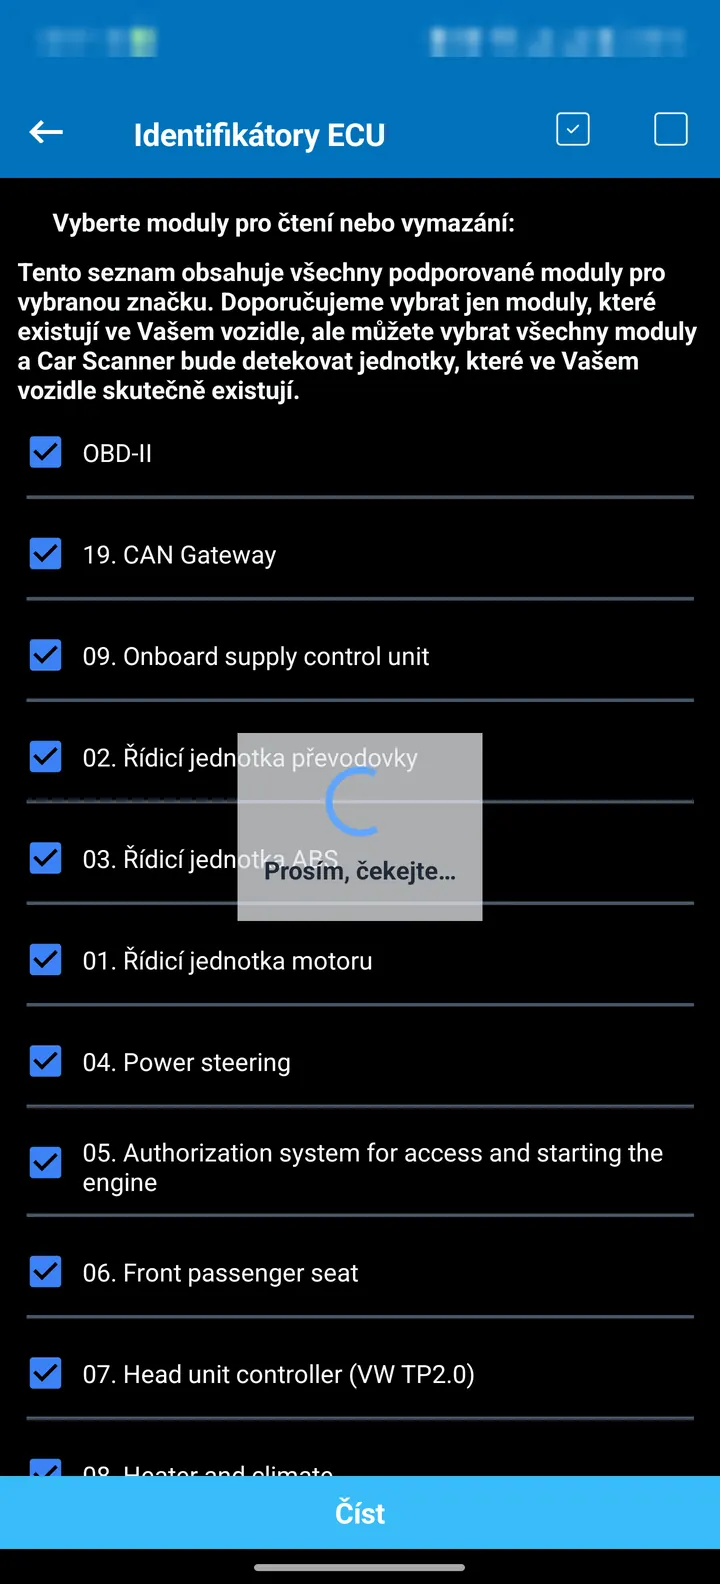 Identifikátory ECU
Vyberte moduly pro čtení nebo vymazání:
Tento seznam obsahuje všechny podporované moduly pro
vybranou značku. Doporučujeme vybrat jen moduly, které
existují ve Vašem vozidle, ale můžete vybrat všechny moduly
a Car Scanner bude detekovat jednotky, které ve Vašem
vozidle skutečně existují.
OBD-II
19. CAN Gateway
09. Onboard supply control unit
02. Řídicí jednotka převodovky
03. Řídicí jednotka ABS
Prosím, čekejte...
01. Řídicí jednotka motoru
04. Power steering
05. Authorization system for access and starting the
engine
06. Front passenger seat
07. Head unit controller (VW TP2.0)
08. Heater and climate
Číst